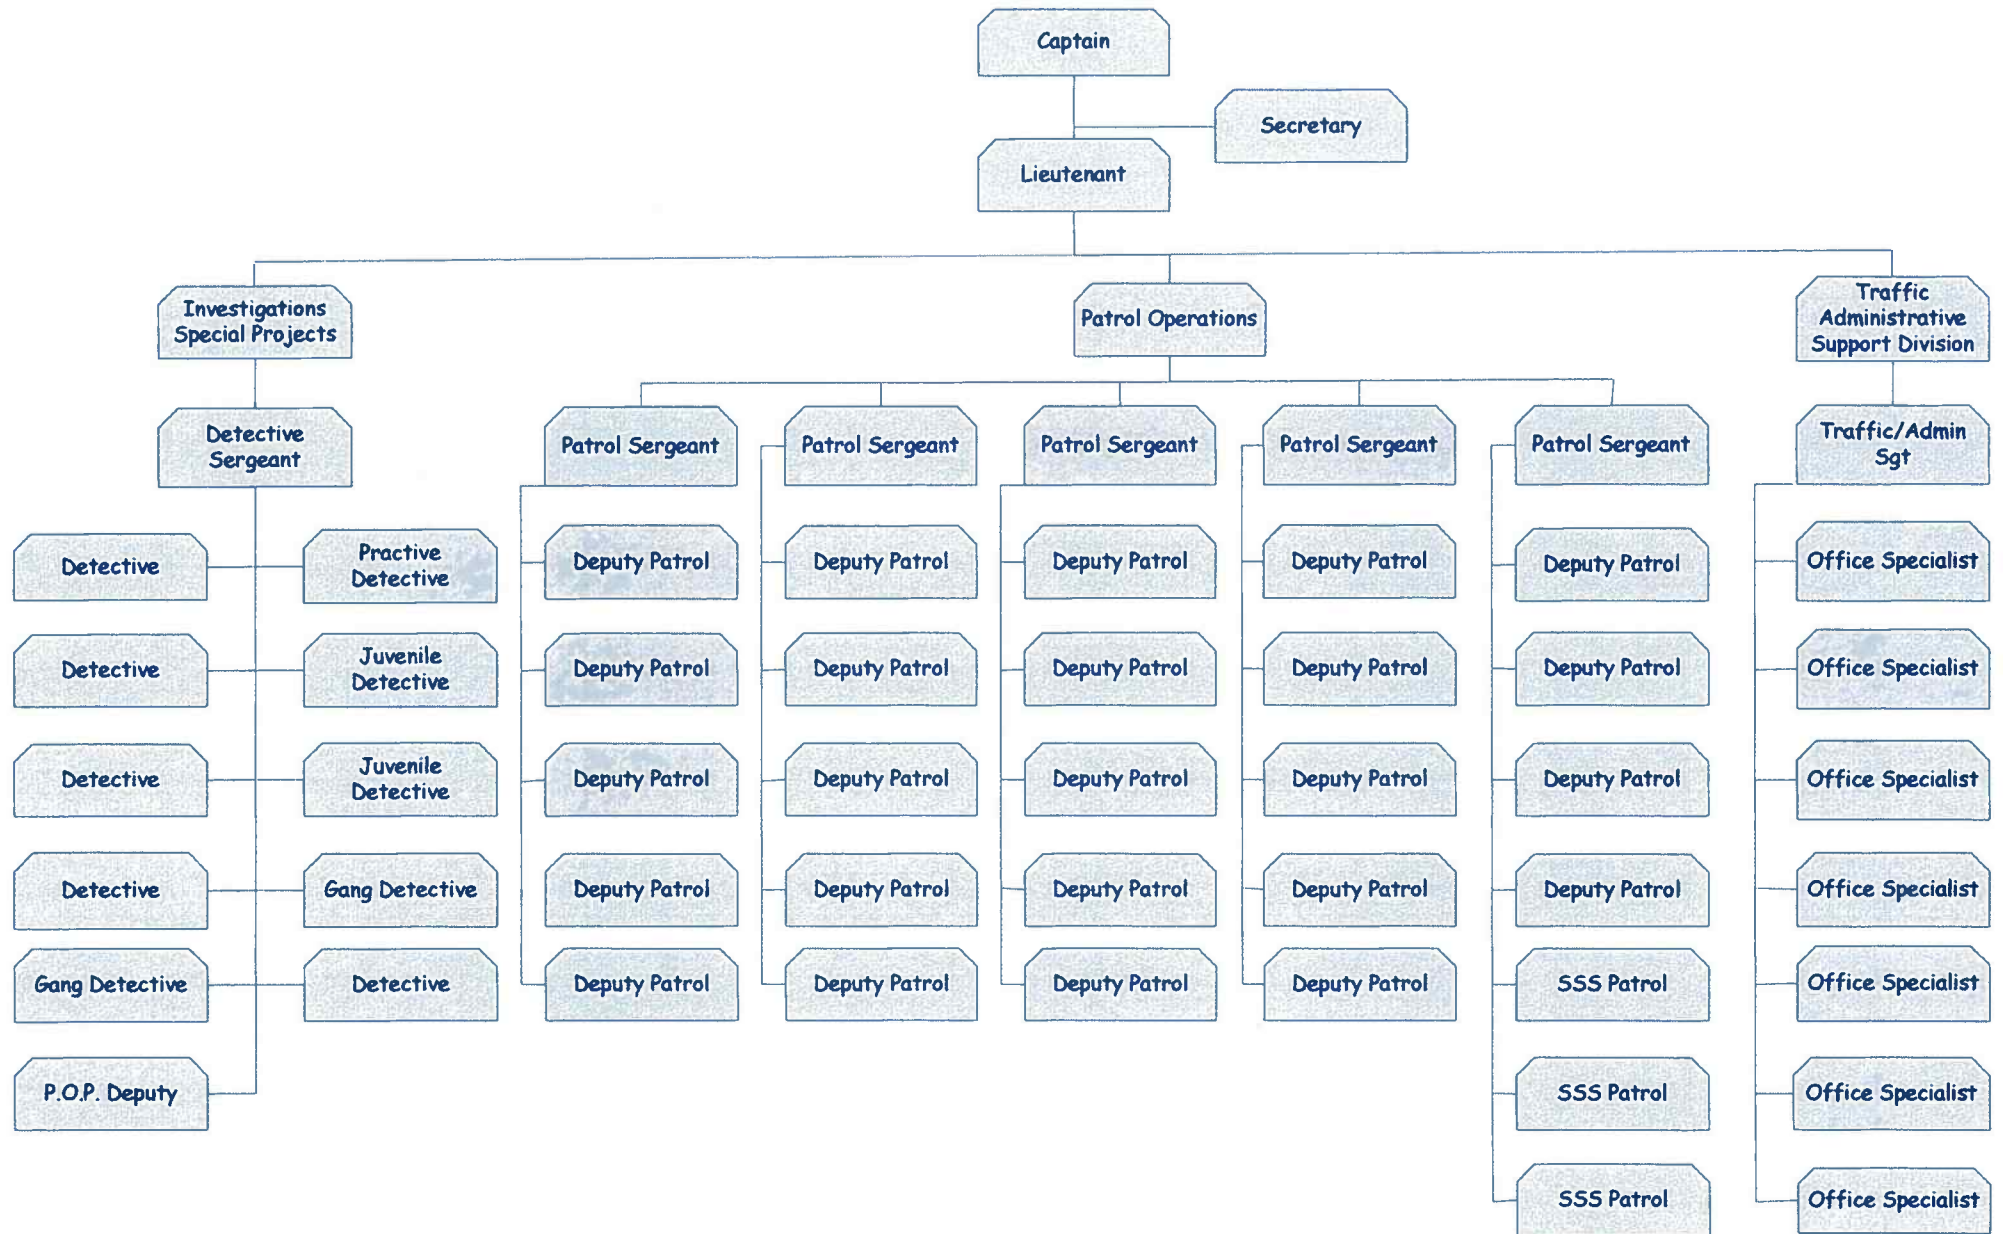 Captain
Secretary
Lieutenant
Investigations
Special Projects
Patrol Operations
Traffic
Administrative
Support Division
Detective
Sergeant
Patrol Sergeant
Patrol Sergeant
Patrol Sergeant
Patrol Sergeant
Patrol Sergeant
Traffic/Admin
Sgt
Detective
Practive
Detective
Deputy Patrol
Deputy Patrol
Deputy Patrol
Deputy Patrol
Deputy Patrol
Office Specialist
Detective
Juvenile
Detective
Deputy Patrol
Deputy Patrol
Deputy Patrol
Deputy Patrol
Deputy Patrol
Office Specialist
Detective
Juvenile
Detective
Deputy Patrol
Deputy Patrol
Deputy Patrol
Deputy Patrol
Deputy Patrol
Office Specialist
Detective
Gang Detective
Deputy Patrol
Deputy Patrol
Deputy Patrol
Deputy Patrol
Deputy Patrol
Office Specialist
Gang Detective
Detective
Deputy Patrol
Deputy Patrol
Deputy Patrol
Deputy Patrol
SSS Patrol
Office Specialist
P.O.P. Deputy
SSS Patrol
Office Specialist
SSS Patrol
Office Specialist